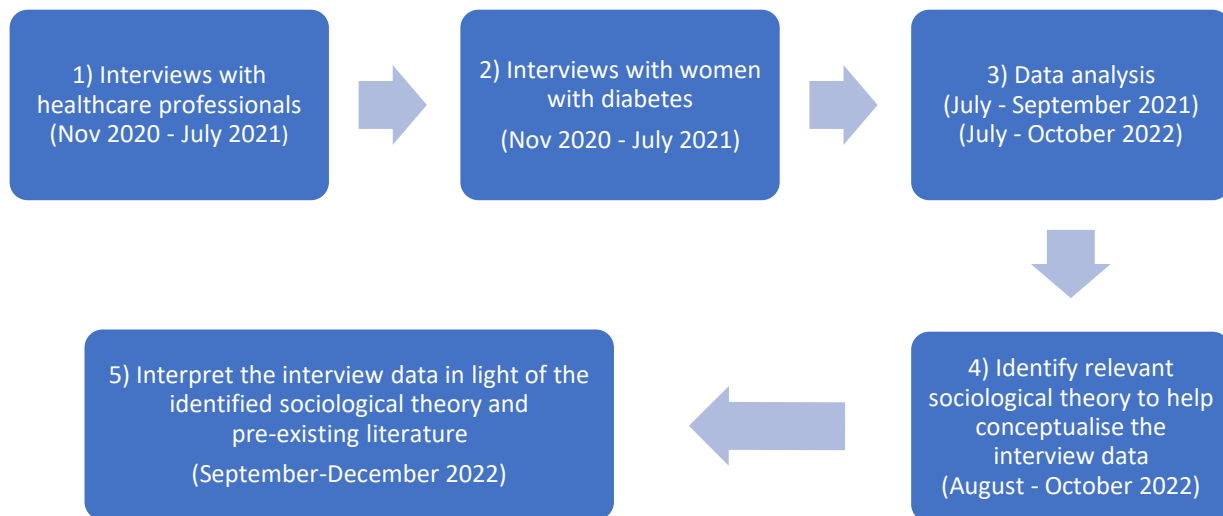 1) Interviews with
healthcare professionals
(Nov 2020 - July 2021)
2) Interviews with women
with diabetes
(Nov 2020 - July 2021)
3) Data analysis
(July - September 2021)
(July - October 2022)
4) Identify relevant
sociological theory to help
conceptualise the
interview data
(August - October 2022)
5) Interpret the interview data in light of the
identified sociological theory and
pre-existing literature
(September-December 2022)